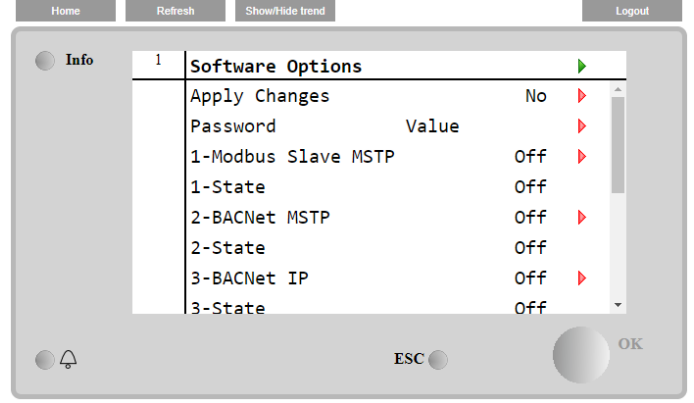 Home Refresh Show/Hide trend Logout
Info
1 Software Options
Apply Changes No
Password Value
1-Modbus Slave MSTP Off
1-State Off
2-BACNet MSTP Off
2-State Off
3-BACNet IP Off
3-State Off
OK
ESC